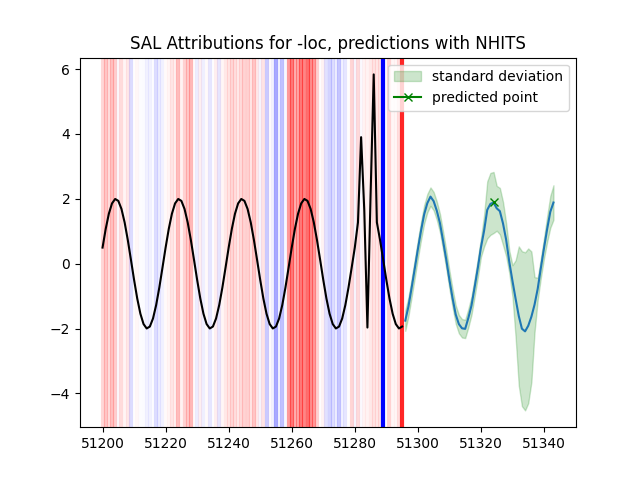 SAL Attributions for -loc, predictions with NHITS
standard deviation
predicted point
6
4
2
0
−2
−4
51200 51220 51240 51260 51280 51300 51320 51340